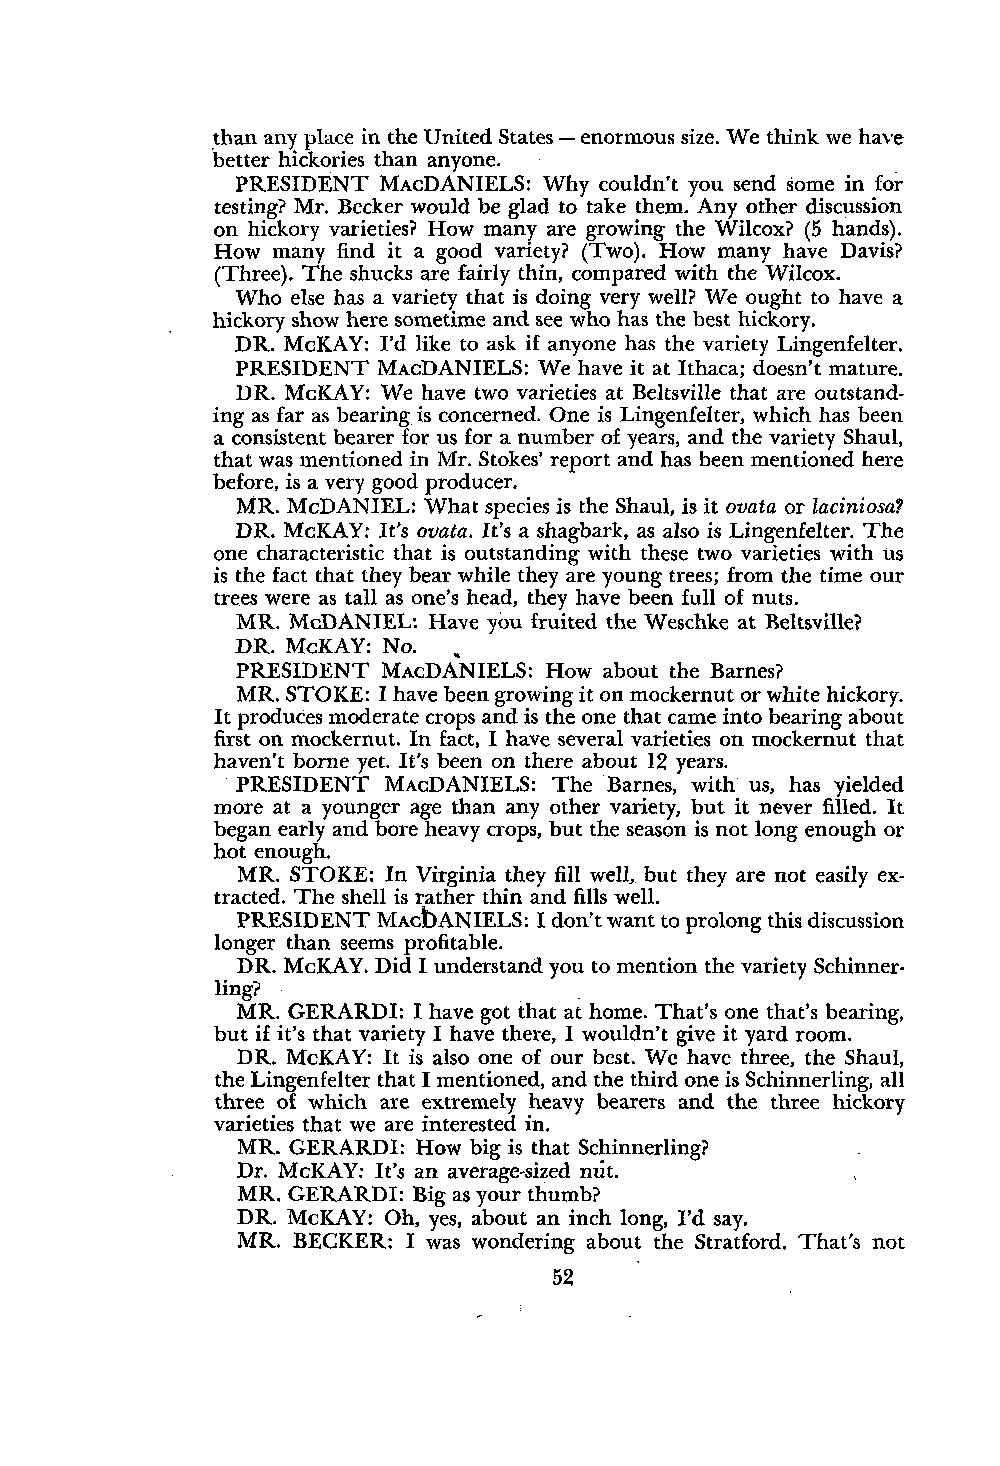 than any place in the United States — enormous size. We think we have
better hickories than anyone.
PRESIDENT MACDANIELS: Why couldn't you send some in for
testing? Mr. Becker would be glad to take them. Any other discussion
on hickory varieties? How many are growing the Wilcox? (5 hands).
How many find it a good variety? (Two). How many have Davis?
(Three). The shucks are fairly thin, compared with the Wilcox.
Who else has a variety that is doing very well? We ought to have a
hickory show here sometime and see who has the best hickory.
DR. McKAY: I'd like to ask if anyone has the variety Lingenfelter.
PRESIDENT MACDANIELS: We have it at Ithaca; doesn't mature.
DR. McKAY: We have two varieties at Beltsville that are outstand-
ing as far as bearing is concerned. One is Lingenfelter, which has been
a consistent bearer for us for a number of years, and the variety Shaul,
that was mentioned in Mr. Stokes' report and has been mentioned here
before, is a very good producer.
MR. McDANIEL: What species is the Shaul, is it ovata or laciniosa?
DR. McKAY: It's ovata. It's a shagbark, as also is Lingenfelter. The
one characteristic that is outstanding with these two varieties with us
is the fact that they bear while they are young trees; from the time our
trees were as tall as one's head, they have been full of nuts.
MR. McDANIEL: Have you fruited the Weschke at Beltsville?
DR. McKAY: No.
PRESIDENT MACDANIELS: How about the Barnes?
MR. STOKE: I have been growing it on mockernut or white hickory.
It produces moderate crops and is the one that came into bearing about
first on mockernut. In fact, I have several varieties on mockernut that
haven't borne yet. It's been on there about 12 years.
PRESIDENT MACDANIELS: The Barnes, with us, has yielded
more at a younger age than any other variety, but it never filled. It
began early and bore heavy crops, but the season is not long enough or
hot enough.
MR. STOKE: In Virginia they fill well, but they are not easily ex-
tracted. The shell is rather thin and fills well.
PRESIDENT MACDANIELS: I don't want to prolong this discussion
longer than seems profitable.
DR. McKAY. Did I understand you to mention the variety Schinner-
ling?
MR. GERARDI: I have got that at home. That's one that's bearing,
but if it's that variety I have there, I wouldn't give it yard room.
DR. McKAY: It is also one of our best. We have three, the Shaul,
the Lingenfelter that I mentioned, and the third one is Schinnerling, all
three of which are extremely heavy bearers and the three hickory
varieties that we are interested in.
MR. GERARDI: How big is that Schinnerling?
Dr. McKAY: It's an average-sized nut.
MR. GERARDI: Big as your thumb?
DR. McKAY: Oh, yes, about an inch long, I'd say.
MR. BECKER: I was wondering about the Stratford. That's not
52